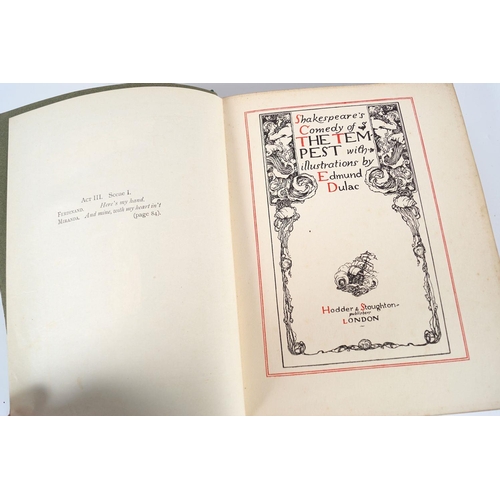 Act III. Scene I.
Ferdinand. Here's my hand.
Miranda. And mine, with my heart in't
(page 84).
Shakespeare's
Comedy of
THE TEM
PEST with
illustrations by
Edmund
Dulac
Hodder & Stoughton
publishers
LONDON